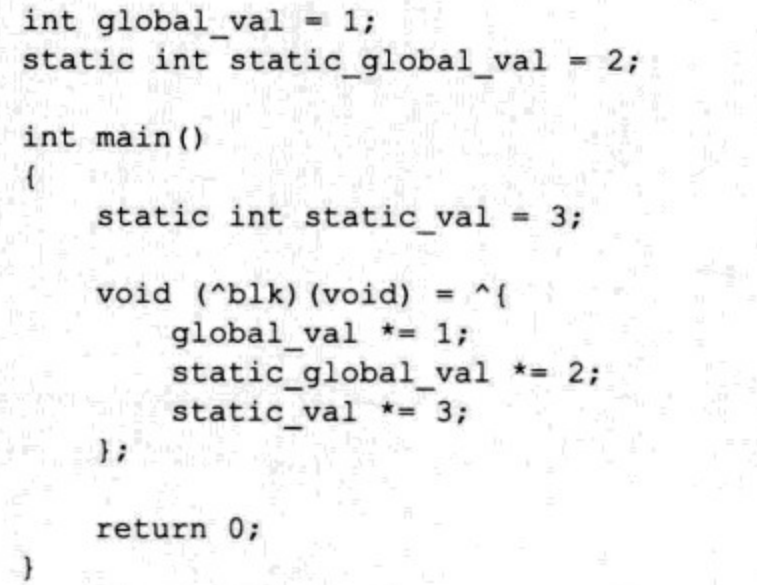 int global_val = 1;
static int static_global_val = 2;
int main()
{
static int static_val = 3;
void (^blk)(void) = ^{
global_val *= 1;
static_global_val *= 2;
static_val *= 3;
};
return 0;
}